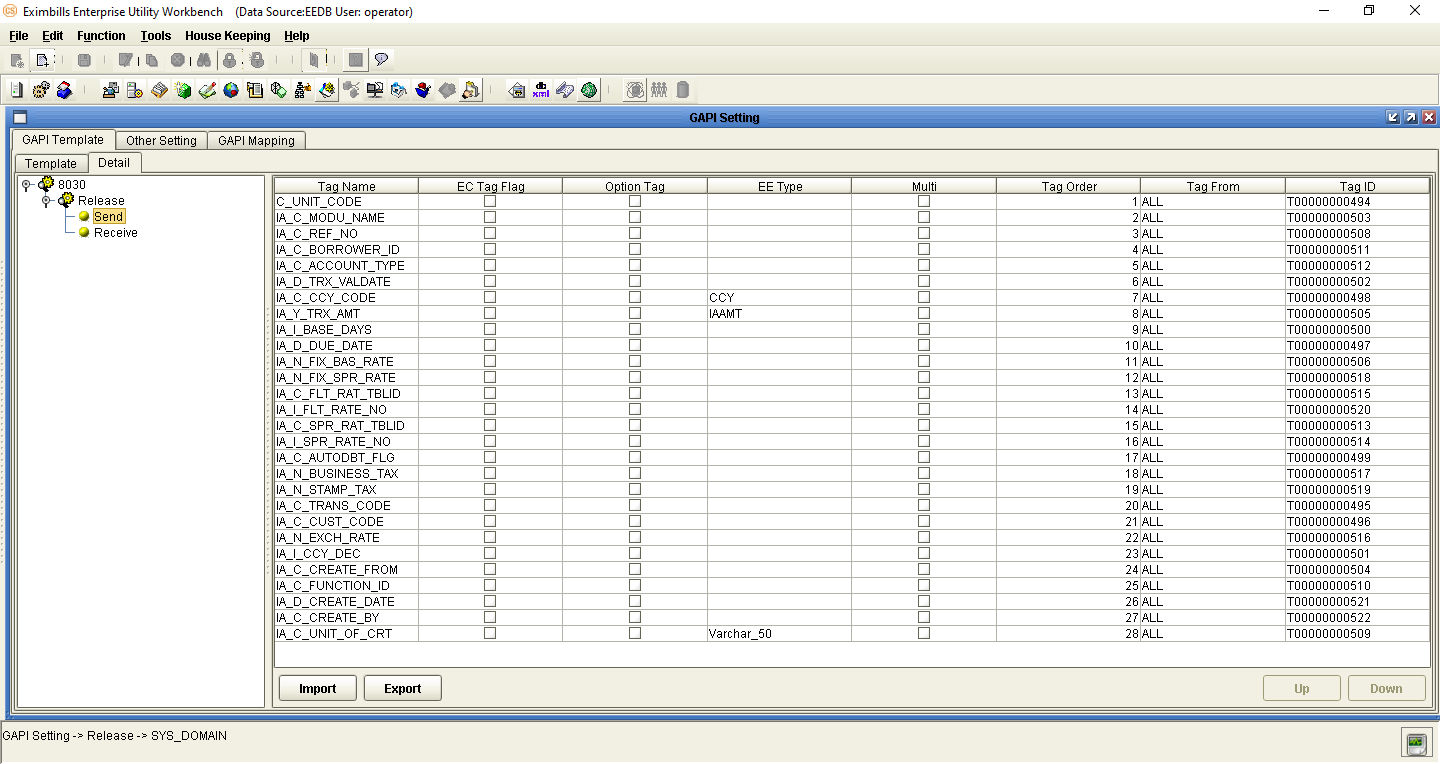 CS Eximbills Enterprise Utility Workbench (Data Source:EEDB User: operator)
File Edit Function Tools House Keeping Help
db
xml
GAPI Setting
GAPI Template Other Setting GAPI Mapping
Template Detail
8030
Release
Send
Receive
Tag Name EC Tag Flag Option Tag EE Type Multi Tag Order Tag From Tag ID
C_UNIT_CODE 1 ALL T00000000494
IA_C_MODU_NAME 2 ALL T00000000503
IA_C_REF_NO 3 ALL T00000000508
IA_C_BORROWER_ID 4 ALL T00000000511
IA_C_ACCOUNT_TYPE 5 ALL T00000000512
IA_D_TRX_VALDATE 6 ALL T00000000502
IA_C_CCY_CODE CCY 7 ALL T00000000498
IA_Y_TRX_AMT IAAMT 8 ALL T00000000505
IA_I_BASE_DAYS 9 ALL T00000000500
IA_D_DUE_DATE 10 ALL T00000000497
IA_N_FIX_BAS_RATE 11 ALL T00000000506
IA_N_FIX_SPR_RATE 12 ALL T00000000518
IA_C_FLT_RAT_TBLID 13 ALL T00000000515
IA_I_FLT_RATE_NO 14 ALL T00000000520
IA_C_SPR_RAT_TBLID 15 ALL T00000000513
IA_I_SPR_RATE_NO 16 ALL T00000000514
IA_C_AUTODBT_FLG 17 ALL T00000000499
IA_N_BUSINESS_TAX 18 ALL T00000000517
IA_N_STAMP_TAX 19 ALL T00000000519
IA_C_TRANS_CODE 20 ALL T00000000495
IA_C_CUST_CODE 21 ALL T00000000496
IA_N_EXCH_RATE 22 ALL T00000000516
IA_I_CCY_DEC 23 ALL T00000000501
IA_C_CREATE_FROM 24 ALL T00000000504
IA_C_FUNCTION_ID 25 ALL T00000000510
IA_D_CREATE_DATE 26 ALL T00000000521
IA_C_CREATE_BY 27 ALL T00000000522
IA_C_UNIT_OF_CRT Varchar_50 28 ALL T00000000509
Import Export Up Down
GAPI Setting -> Release -> SYS_DOMAIN